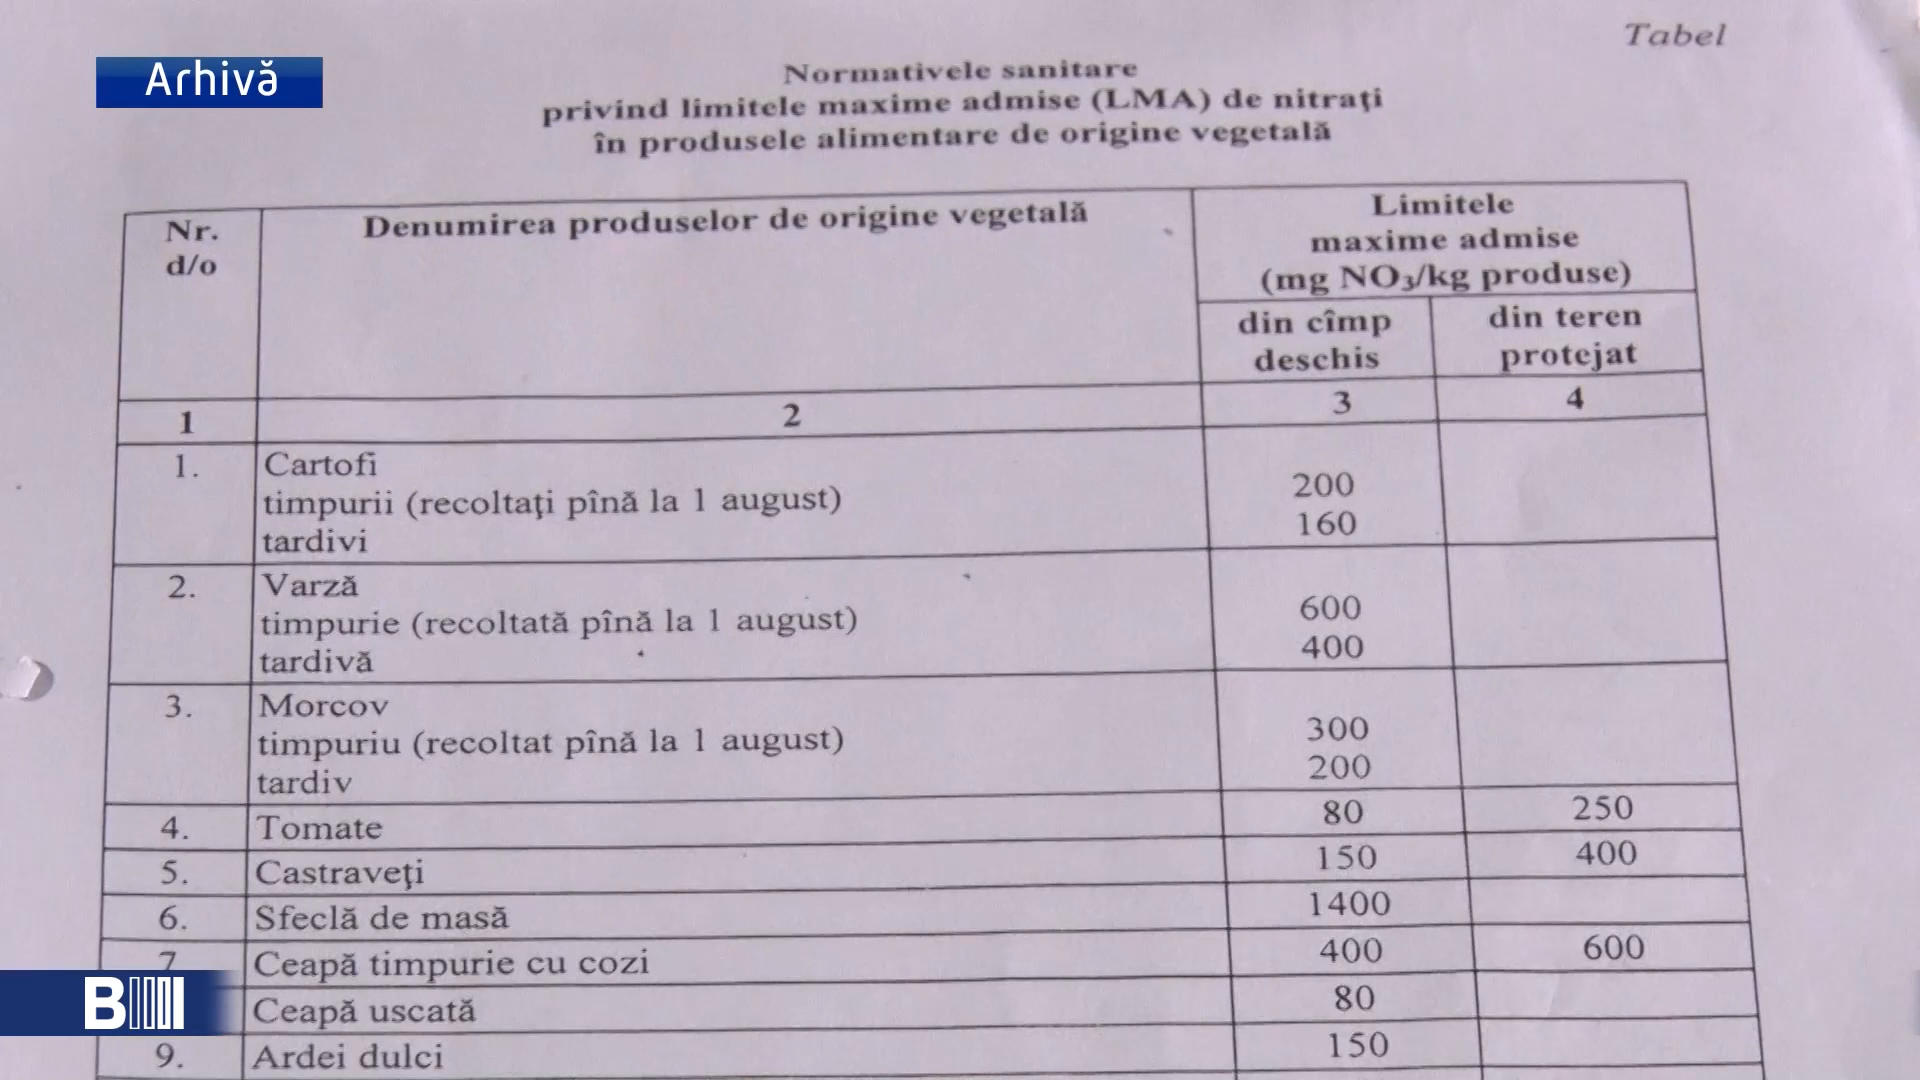 Tabel
Arhivă
Normativele sanitare
privind limitele maxime admise (LMA) de nitraţi
în produsele alimentare de origine vegetală
Nr. d/o
Denumirea produselor de origine vegetală
Limitele
maxime admise
(mg NO₃/kg produse)
din cîmp
deschis
din teren
protejat
1 2 3 4
1. Cartofi
timpurii (recoltaţi pînă la 1 august) 200
tardivi 160
2. Varză
timpurie (recoltată pînă la 1 august) 600
tardivă 400
3. Morcov
timpuriu (recoltat pînă la 1 august) 300
tardiv 200
4. Tomate 80 250
5. Castraveţi 150 400
6. Sfeclă de masă 1400
7 Ceapă timpurie cu cozi 400 600
Ceapă uscată 80
9. Ardei dulci 150
B